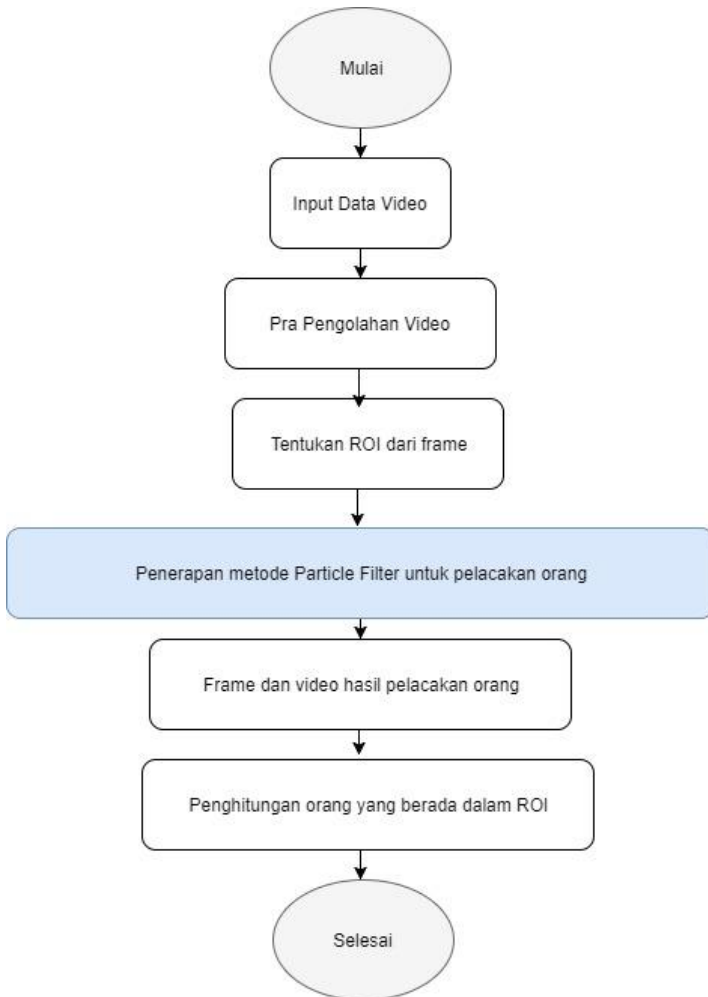 Mulai
Input Data Video
Pra Pengolahan Video
Tentukan ROI dari frame
Penerapan metode Particle Filter untuk pelacakan orang
Frame dan video hasil pelacakan orang
Penghitungan orang yang berada dalam ROI
Selesai